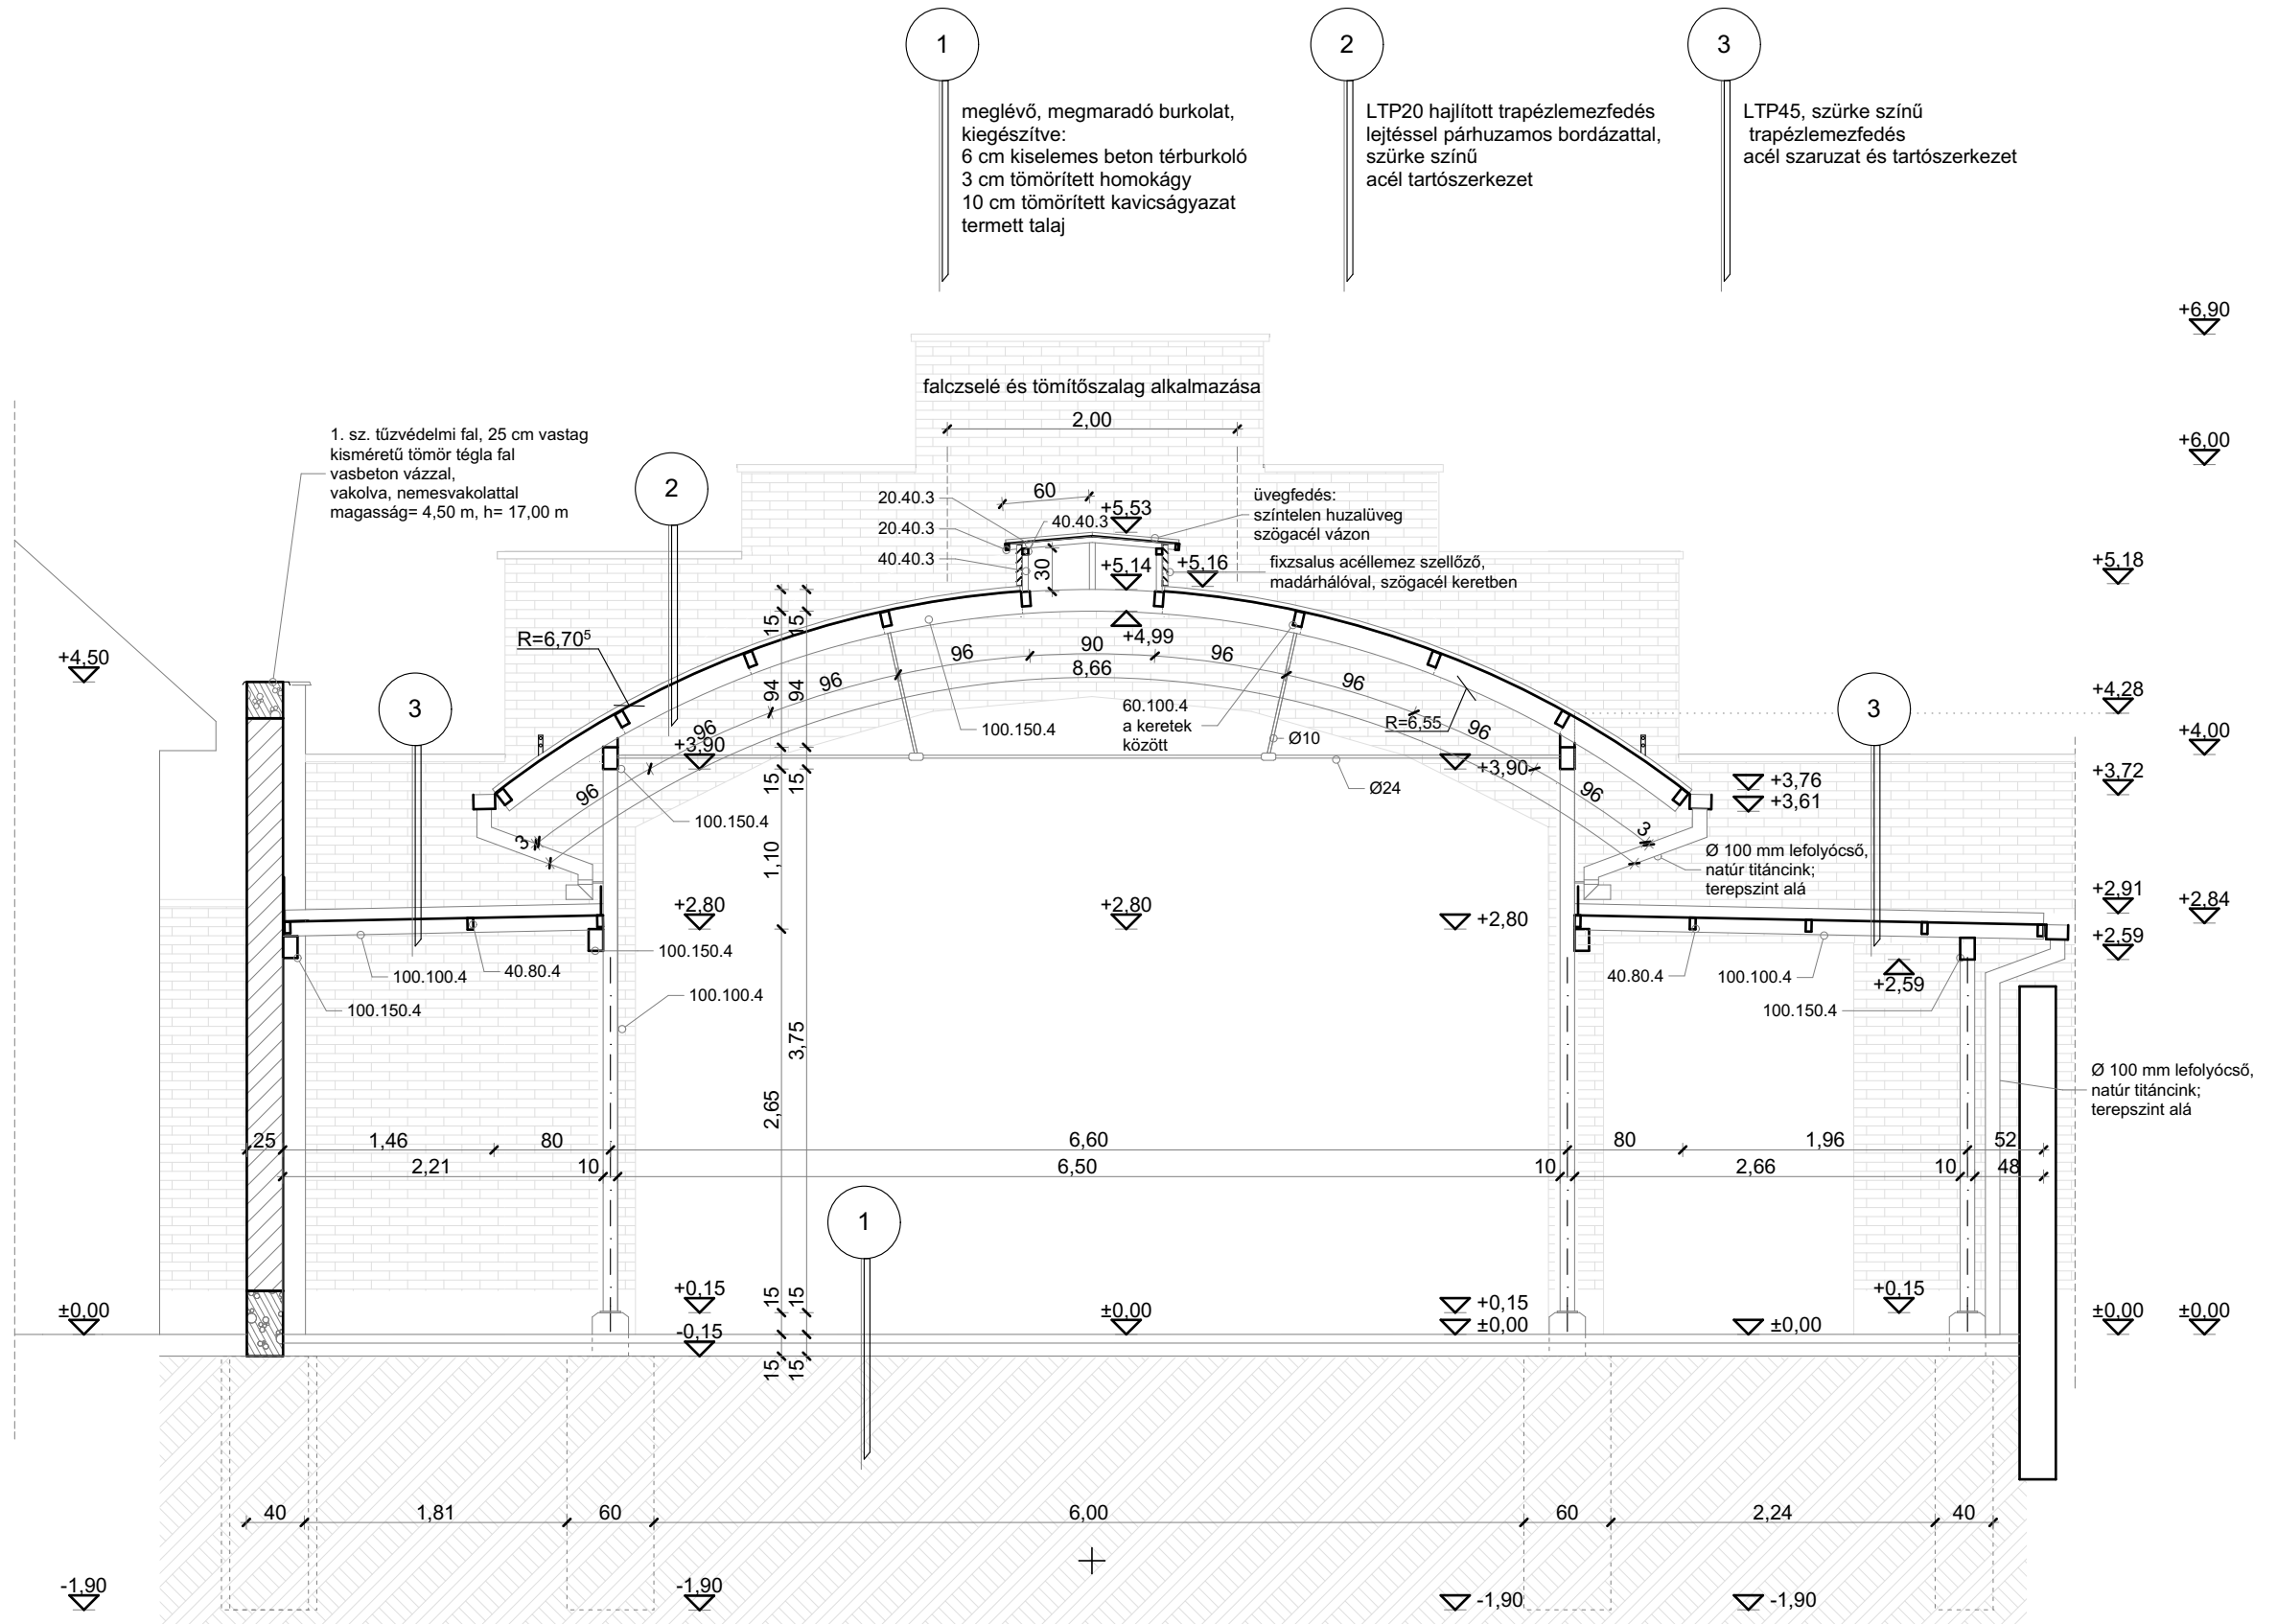 1
2
3
meglévő, megmaradó burkolat,
kiegészítve:
6 cm kiselemes beton térburkoló
3 cm tömörített homokágy
10 cm tömörített kavicságyazat
termett talaj
LTP20 hajlított trapézlemezfedés
lejtéssel párhuzamos bordázattal,
szürke színű
acél tartószerkezet
LTP45, szürke színű
trapézlemezfedés
acél szaruzat és tartószerkezet
+6,90
falczselé és tömítőszalag alkalmazása
2,00
1. sz. tűzvédelmi fal, 25 cm vastag
kisméretű tömör tégla fal
vasbeton vázzal,
vakolva, nemesvakolattal
magasság= 4,50 m, h= 17,00 m
+6,00
2
20.40.3
60
+5,53
üvegfedés:
színtelen huzalüveg
szögacél vázon
20.40.3
40.40.3
40.40.3
30
+5,14
+5,16
fixzsalus acéllemez szellőző,
madárhálóval, szögacél keretben
+5,18
R=6,70⁵
15
15
+4,99
96
90
96
8,66
+4,50
94
94
96
96
+4,28
3
96
100.150.4
60.100.4
a keretek
között
R=6,55
96
3
+3,90
Ø10
+4,00
+3,90
+3,72
+3,76
+3,61
15
15
96
Ø24
96
100.150.4
3
3
1,10
Ø 100 mm lefolyócső,
natúr titáncink;
terepszint alá
+2,80
+2,80
+2,80
+2,91
+2,84
+2,59
100.150.4
100.100.4
40.80.4
40.80.4
100.100.4
+2,59
100.150.4
100.100.4
100.150.4
3,75
2,65
Ø 100 mm lefolyócső,
natúr titáncink;
terepszint alá
25
1,46
80
6,60
80
1,96
52
2,21
10
6,50
10
2,66
10
48
1
+0,15
15
15
+0,15
+0,15
±0,00
±0,00
±0,00
±0,00
±0,00
±0,00
-0,15
15
15
40
1,81
60
6,00
60
2,24
40
-1,90
-1,90
-1,90
-1,90